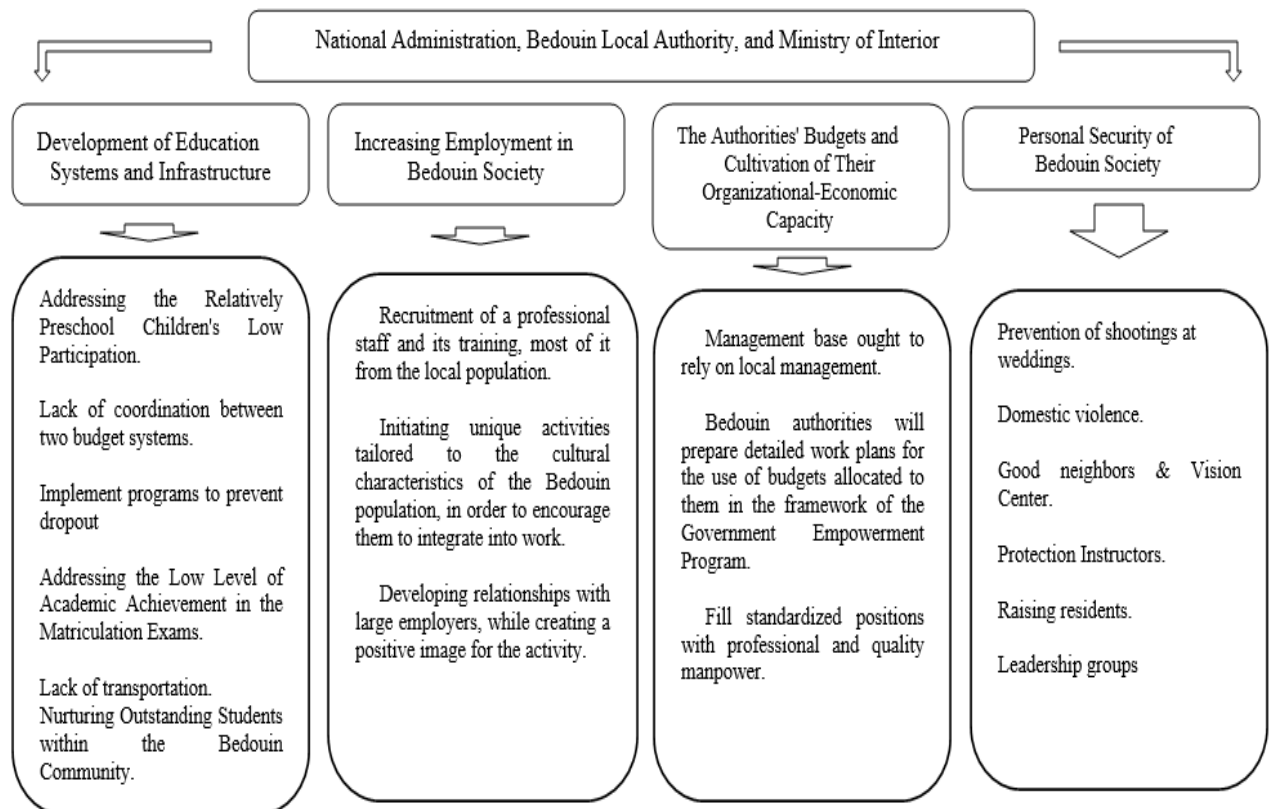 National Administration, Bedouin Local Authority, and Ministry of Interior
Development of Education
Systems and Infrastructure
Increasing Employment in
Bedouin Society
The Authorities' Budgets and
Cultivation of Their
Organizational-Economic
Capacity
Personal Security of
Bedouin Society
Addressing the Relatively
Preschool Children's Low
Participation.
Lack of coordination between
two budget systems.
Implement programs to prevent
dropout
Addressing the Low Level of
Academic Achievement in the
Matriculation Exams.
Lack of transportation.
Nurturing Outstanding Students
within the Bedouin
Community.
Recruitment of a professional
staff and its training, most of it
from the local population.
Initiating unique activities
tailored to the cultural
characteristics of the Bedouin
population, in order to encourage
them to integrate into work.
Developing relationships with
large employers, while creating a
positive image for the activity.
Management base ought to
rely on local management.
Bedouin authorities will
prepare detailed work plans for
the use of budgets allocated to
them in the framework of the
Government Empowerment
Program.
Fill standardized positions
with professional and quality
manpower.
Prevention of shootings at
weddings.
Domestic violence.
Good neighbors & Vision
Center.
Protection Instructors.
Raising residents.
Leadership groups